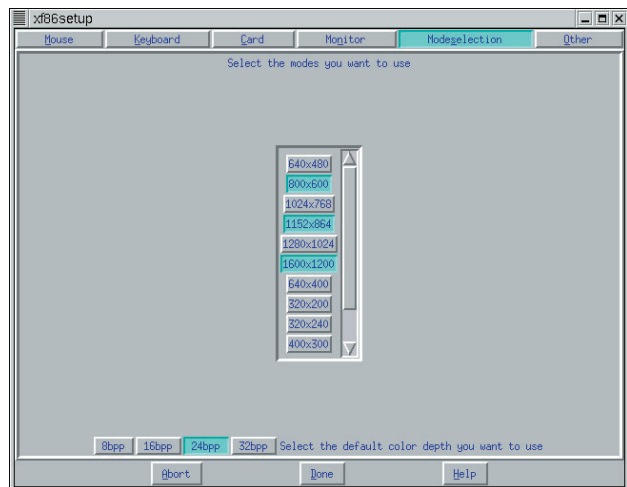 xf86setup
Mouse Keyboard Card Monitor Modeselection Other
Select the modes you want to use
640x480
800x600
1024x768
1152x864
1280x1024
1600x1200
640x400
320x200
320x240
400x300
8bpp 16bpp 24bpp 32bpp Select the default color depth you want to use
Abort Done Help